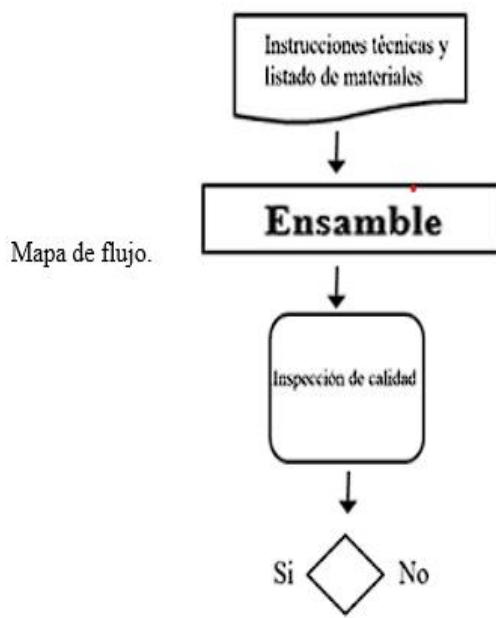 Instrucciones técnicas y
listado de materiales
Ensamble
Mapa de flujo.
Inspección de calidad
Si No